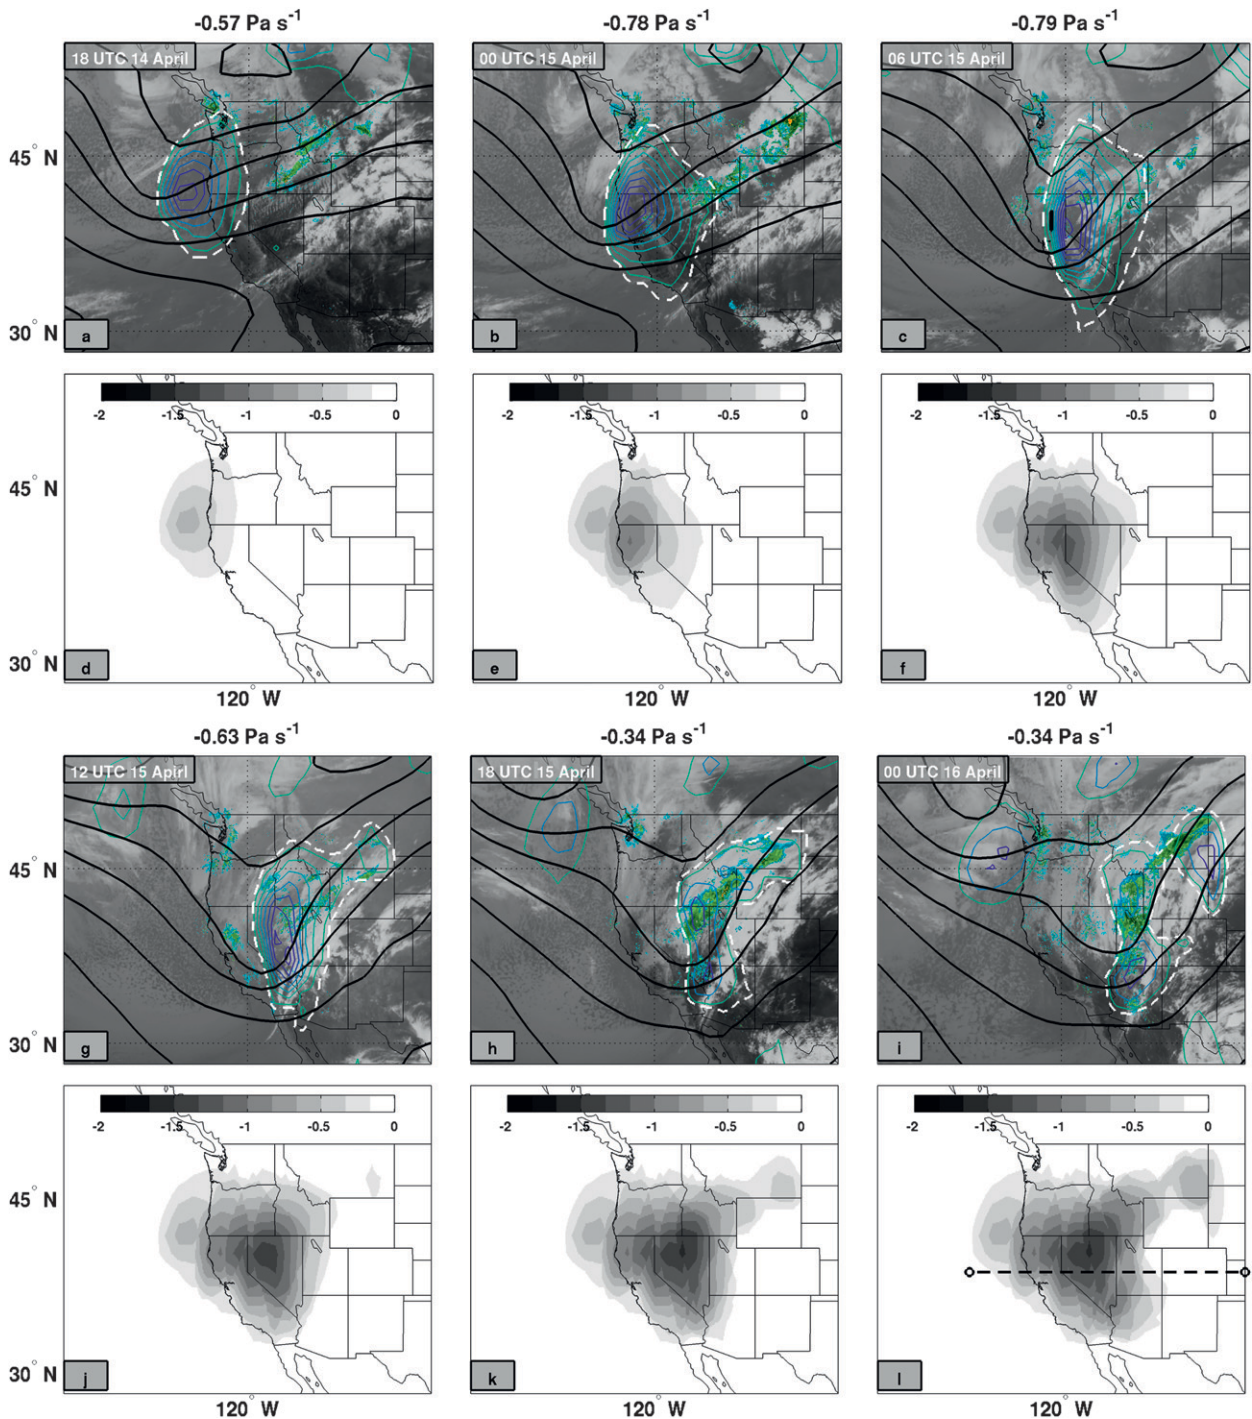 -0.57 Pa s⁻¹ -0.78 Pa s⁻¹ -0.79 Pa s⁻¹
18 UTC 14 April 00 UTC 15 April 06 UTC 15 April
45° N
30° N
a b c
-2 -1.5 -1 -0.5 0 -2 -1.5 -1 -0.5 0 -2 -1.5 -1 -0.5 0
45° N
30° N
d e f
120° W 120° W 120° W
-0.63 Pa s⁻¹ -0.34 Pa s⁻¹ -0.34 Pa s⁻¹
12 UTC 15 Apirl 18 UTC 15 April 00 UTC 16 April
45° N
30° N
g h i
-2 -1.5 -1 -0.5 0 -2 -1.5 -1 -0.5 0 -2 -1.5 -1 -0.5 0
45° N
30° N
j k l
120° W 120° W 120° W